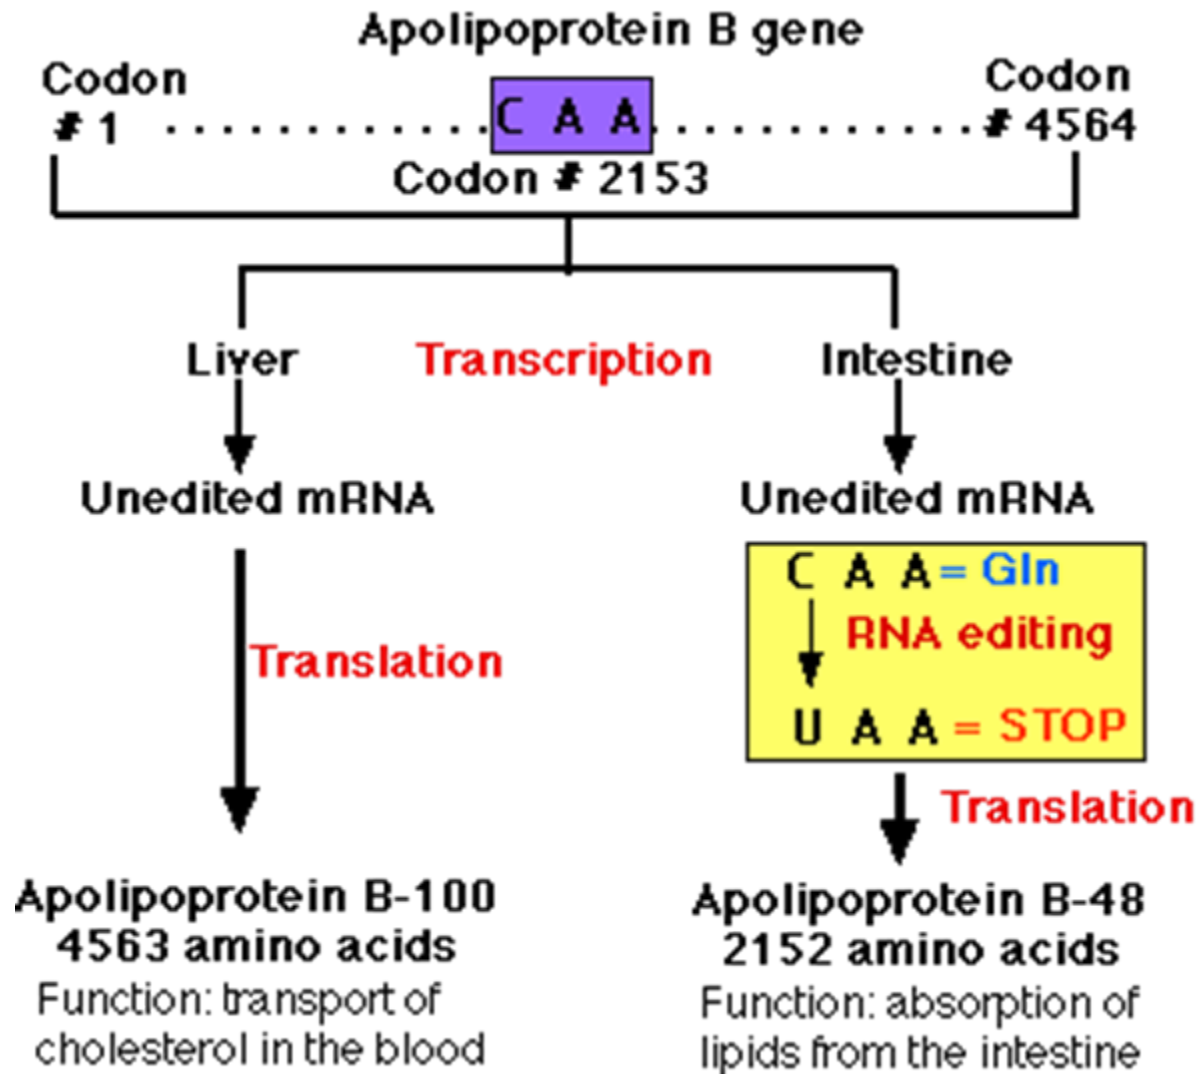 Apolipoprotein B gene
Codon
# 1
C A A
Codon
# 4564
Codon # 2153
Liver
Transcription
Intestine
Unedited mRNA
Unedited mRNA
C A A = Gln
RNA editing
U A A = STOP
Translation
Translation
Apolipoprotein B-100
4563 amino acids
Function: transport of
cholesterol in the blood
Apolipoprotein B-48
2152 amino acids
Function: absorption of
lipids from the intestine